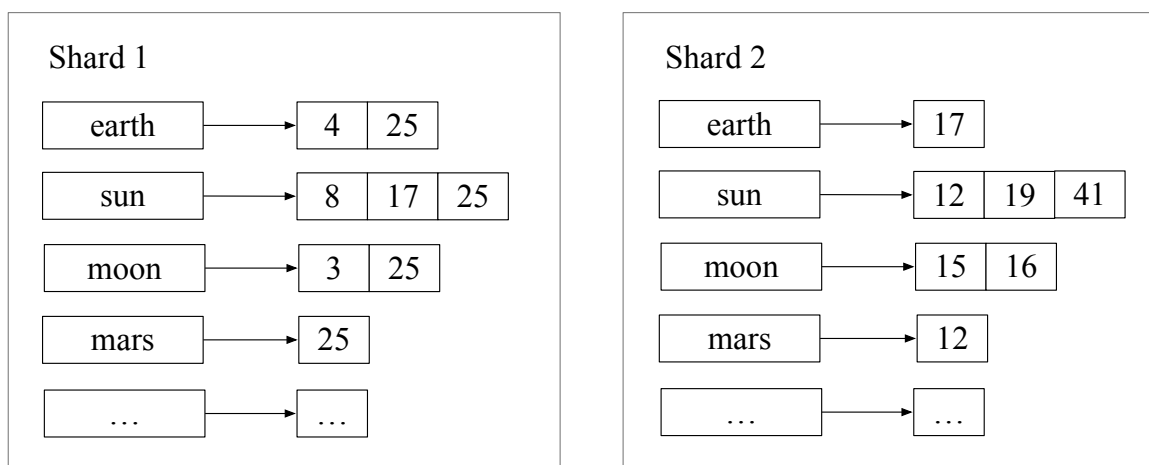 Shard 1
earth 4 25
sun 8 17 25
moon 3 25
mars 25
… …
Shard 2
earth 17
sun 12 19 41
moon 15 16
mars 12
… …